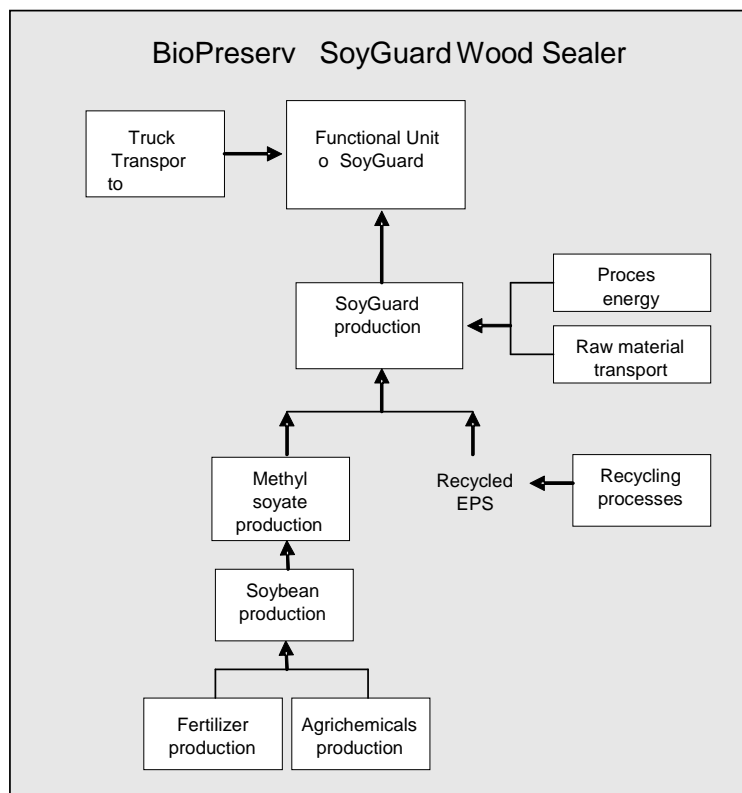 BioPreserv SoyGuard Wood Sealer
Truck
Transpor
to
Functional Unit
o SoyGuard
SoyGuard
production
Proces
energy
Raw material
transport
Methyl
soyate
production
Recycled
EPS
Recycling
processes
Soybean
production
Fertilizer
production
Agrichemicals
production